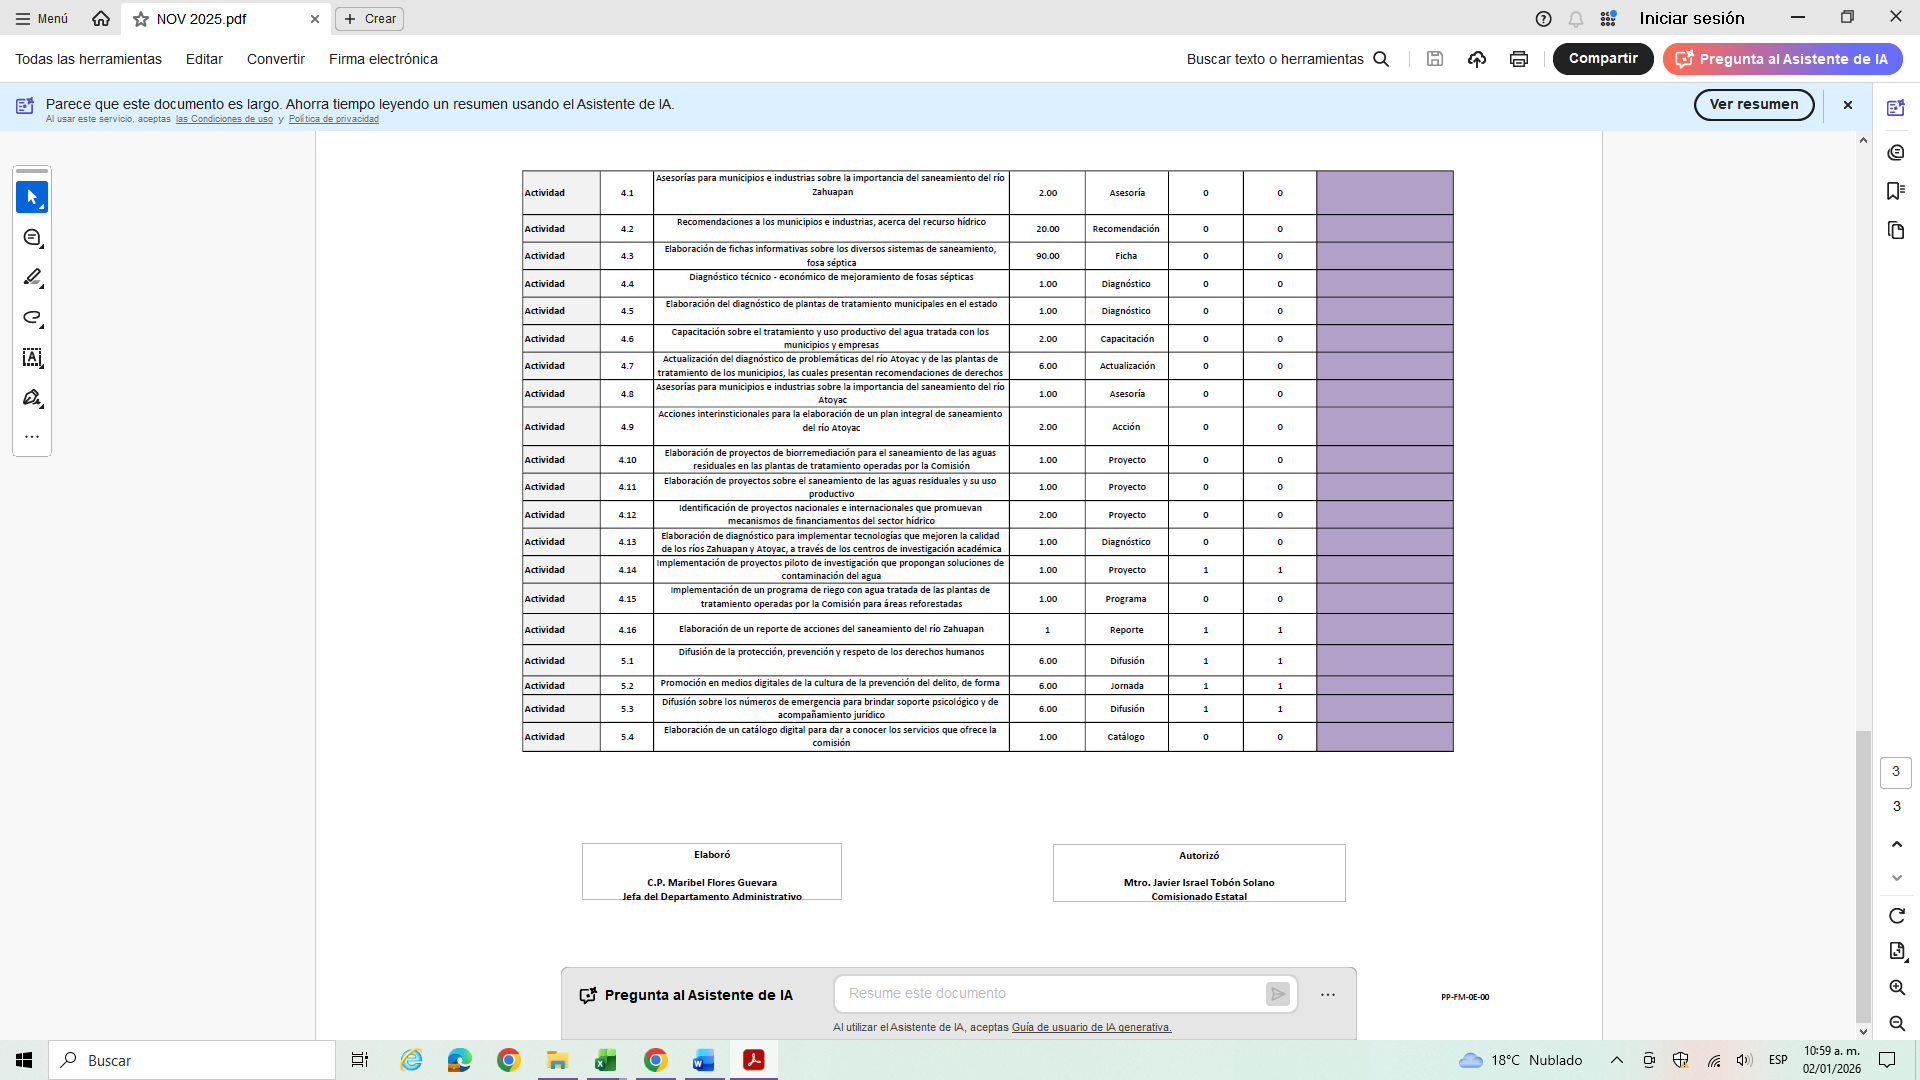 Menú
NOV 2025.pdf
Crear
Iniciar sesión
Todas las herramientas Editar Convertir Firma electrónica
Buscar texto o herramientas
Compartir
Pregunta al Asistente de IA
Parece que este documento es largo. Ahorra tiempo leyendo un resumen usando el Asistente de IA.
Al usar este servicio, aceptas las Condiciones de uso y Política de privacidad
Ver resumen
Actividad 4.1 Asesorías para municipios e industrias sobre la importancia del saneamiento del río
Zahuapan 2.00 Asesoría 0 0
Actividad 4.2 Recomendaciones a los municipios e industrias, acerca del recurso hídrico 20.00 Recomendación 0 0
Actividad 4.3 Elaboración de fichas informativas sobre los diversos sistemas de saneamiento,
fosa séptica 90.00 Ficha 0 0
Actividad 4.4 Diagnóstico técnico - económico de mejoramiento de fosas sépticas 1.00 Diagnóstico 0 0
Actividad 4.5 Elaboración del diagnóstico de plantas de tratamiento municipales en el estado 1.00 Diagnóstico 0 0
Actividad 4.6 Capacitación sobre el tratamiento y uso productivo del agua tratada con los
municipios y empresas 2.00 Capacitación 0 0
Actividad 4.7 Actualización del diagnóstico de problemáticas del río Atoyac y de las plantas de
tratamiento de los municipios, las cuales presentan recomendaciones de derechos 6.00 Actualización 0 0
Actividad 4.8 Asesorías para municipios e industrias sobre la importancia del saneamiento del río
Atoyac 1.00 Asesoría 0 0
Actividad 4.9 Acciones interinsticionales para la elaboración de un plan integral de saneamiento
del río Atoyac 2.00 Acción 0 0
Actividad 4.10 Elaboración de proyectos de biorremediación para el saneamiento de las aguas
residuales en las plantas de tratamiento operadas por la Comisión 1.00 Proyecto 0 0
Actividad 4.11 Elaboración de proyectos sobre el saneamiento de las aguas residuales y su uso
productivo 1.00 Proyecto 0 0
Actividad 4.12 Identificación de proyectos nacionales e internacionales que promuevan
mecanismos de financiamientos del sector hídrico 2.00 Proyecto 0 0
Actividad 4.13 Elaboración de diagnóstico para implementar tecnologías que mejoren la calidad
de los ríos Zahuapan y Atoyac, a través de los centros de investigación académica 1.00 Diagnóstico 0 0
Actividad 4.14 Implementación de proyectos piloto de investigación que propongan soluciones de
contaminación del agua 1.00 Proyecto 1 1
Actividad 4.15 Implementación de un programa de riego con agua tratada de las plantas de
tratamiento operadas por la Comisión para áreas reforestadas 1.00 Programa 0 0
Actividad 4.16 Elaboración de un reporte de acciones del saneamiento del río Zahuapan 1 Reporte 1 1
Actividad 5.1 Difusión de la protección, prevención y respeto de los derechos humanos 6.00 Difusión 1 1
Actividad 5.2 Promoción en medios digitales de la cultura de la prevención del delito, de forma 6.00 Jornada 1 1
Actividad 5.3 Difusión sobre los números de emergencia para brindar soporte psicológico y de
acompañamiento jurídico 6.00 Difusión 1 1
Actividad 5.4 Elaboración de un catálogo digital para dar a conocer los servicios que ofrece la
comisión 1.00 Catálogo 0 0
3
3
Elaboró
C.P. Maribel Flores Guevara
Jefa del Departamento Administrativo
Autorizó
Mtro. Javier Israel Tobón Solano
Comisionado Estatal
Pregunta al Asistente de IA
Resume este documento
Al utilizar el Asistente de IA, aceptas Guía de usuario de IA generativa.
PP-FM-0E-00
Buscar
18°C Nublado
ESP
10:59 a. m.
02/01/2026